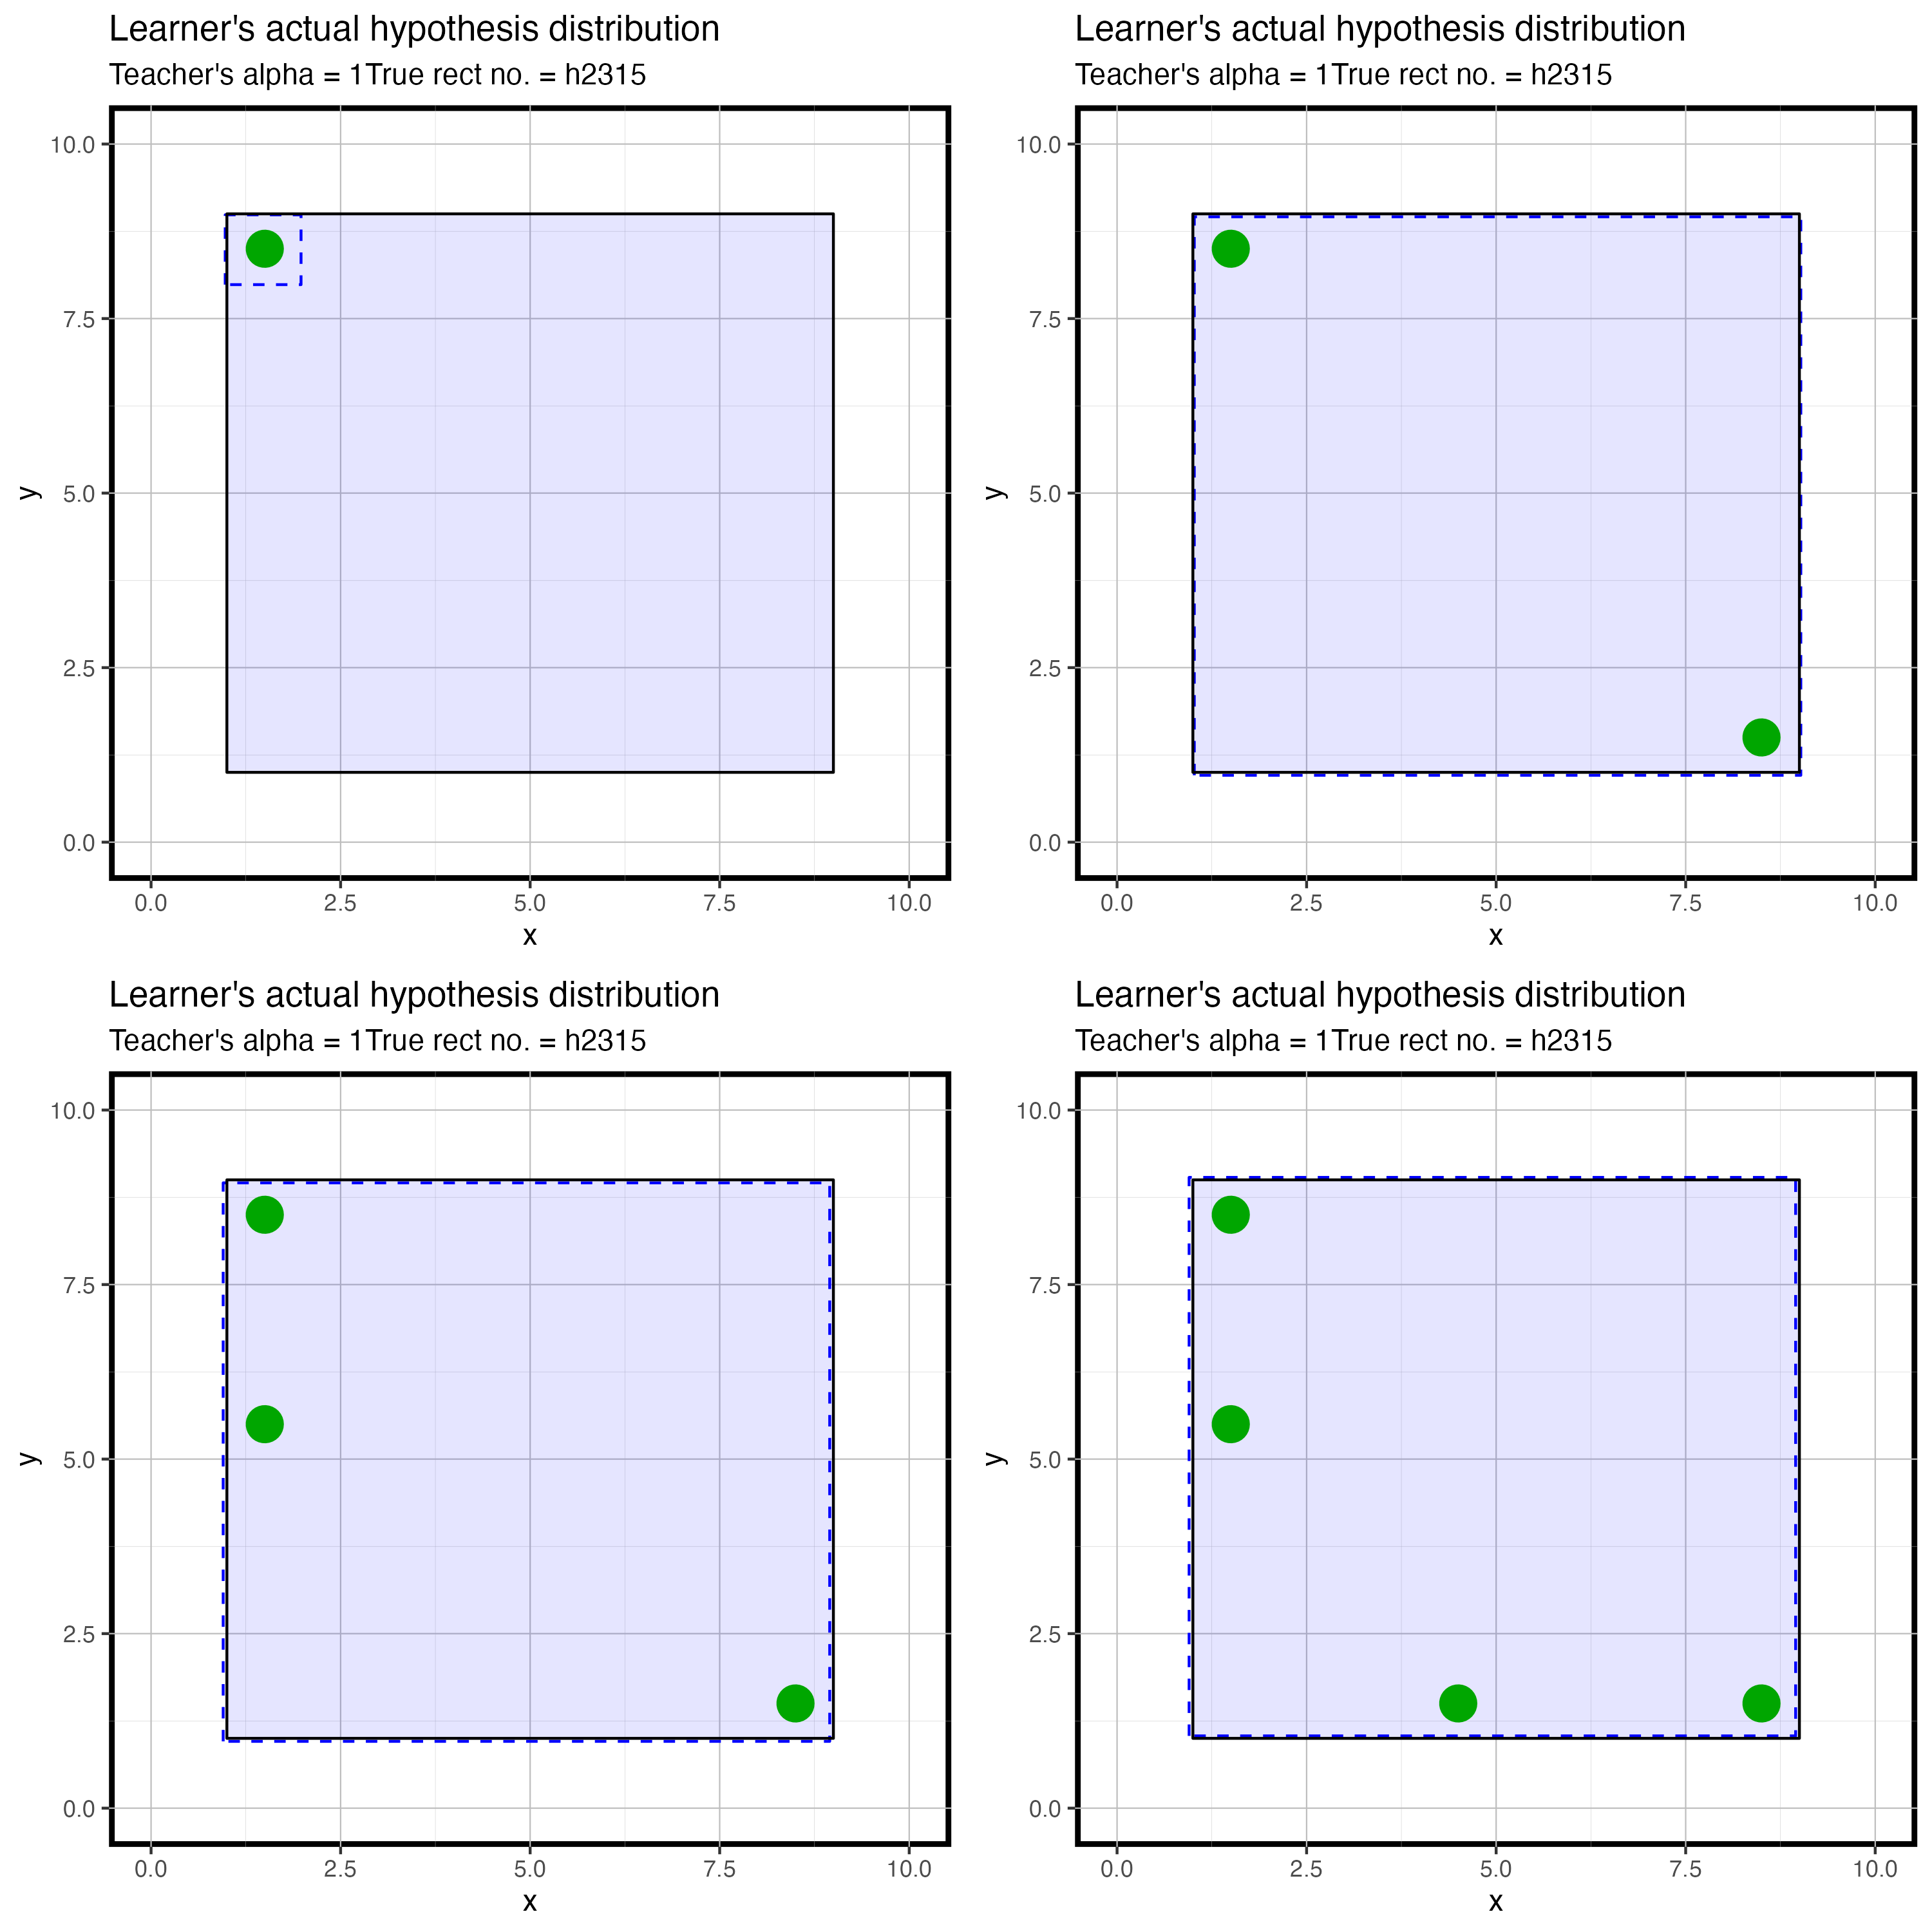 Learner's actual hypothesis distribution
Teacher's alpha = 1True rect no. = h2315
10.0
7.5
5.0
2.5
0.0
y
0.0 2.5 5.0 7.5 10.0
x
Learner's actual hypothesis distribution
Teacher's alpha = 1True rect no. = h2315
10.0
7.5
5.0
2.5
0.0
y
0.0 2.5 5.0 7.5 10.0
x
Learner's actual hypothesis distribution
Teacher's alpha = 1True rect no. = h2315
10.0
7.5
5.0
2.5
0.0
y
0.0 2.5 5.0 7.5 10.0
x
Learner's actual hypothesis distribution
Teacher's alpha = 1True rect no. = h2315
10.0
7.5
5.0
2.5
0.0
y
0.0 2.5 5.0 7.5 10.0
x